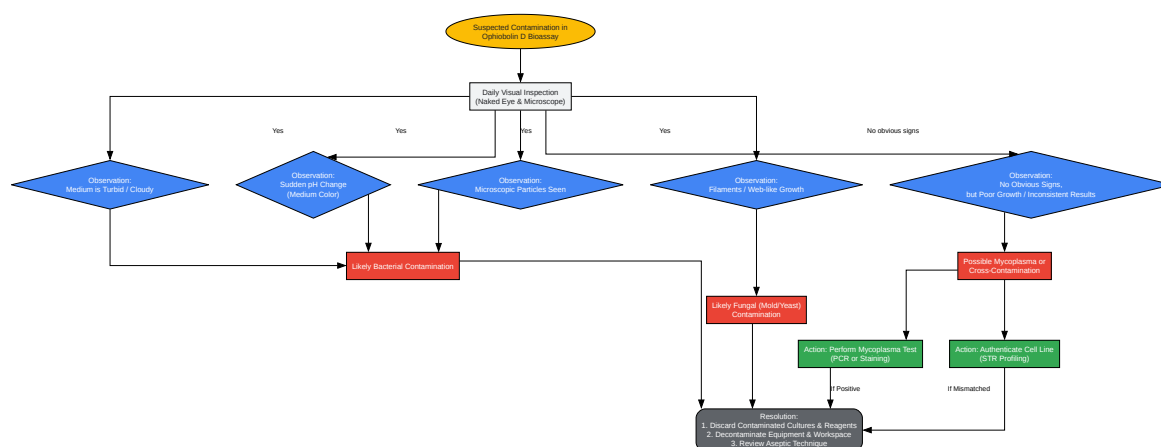 Suspected Contamination in
Ophiobolin D Bioassay
Daily Visual Inspection
(Naked Eye & Microscope)
Yes
Yes
Yes
Yes
No obvious signs
Observation:
Medium is Turbid / Cloudy
Observation:
Sudden pH Change
(Medium Color)
Observation:
Microscopic Particles Seen
Observation:
Filaments / Web-like Growth
Observation:
No Obvious Signs,
but Poor Growth / Inconsistent Results
Likely Bacterial Contamination
Possible Mycoplasma or
Cross-Contamination
Likely Fungal (Mold/Yeast)
Contamination
Action: Perform Mycoplasma Test
(PCR or Staining)
Action: Authenticate Cell Line
(STR Profiling)
If Positive
If Mismatched
Resolution:
1. Discard Contaminated Cultures & Reagents
2. Decontaminate Equipment & Workspace
3. Review Aseptic Technique